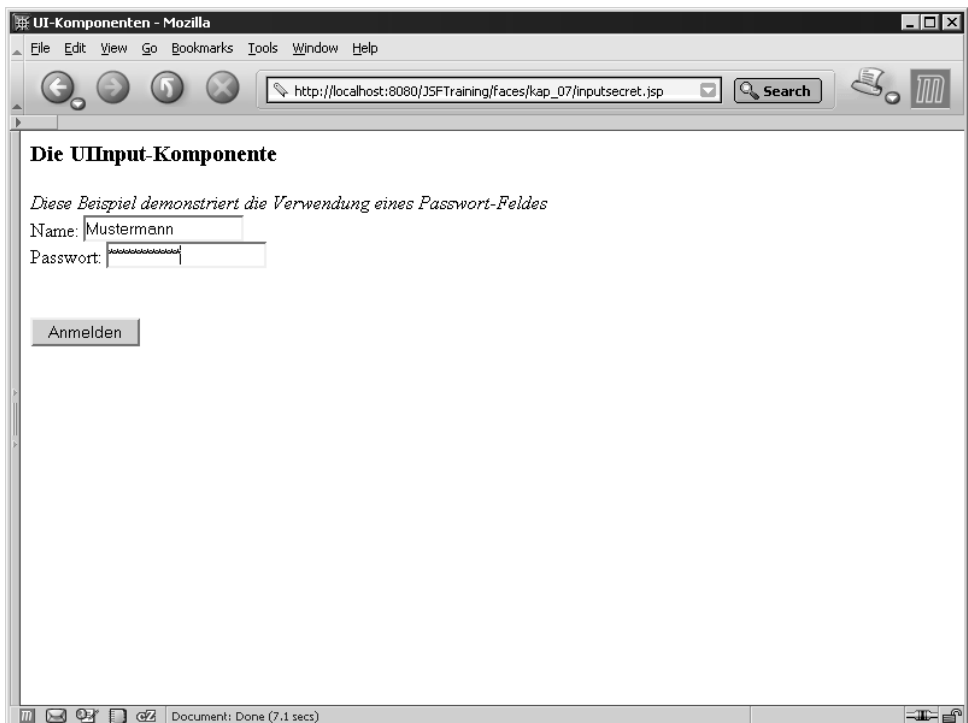 UI-Komponenten - Mozilla
File Edit View Go Bookmarks Tools Window Help
http://localhost:8080/JSFTraining/faces/kap_07/inputsecret.jsp Search
Die UIInput-Komponente
Diese Beispiel demonstriert die Verwendung eines Passwort-Feldes
Name: Mustermann
Passwort: ************
Anmelden
Document: Done (7.1 secs)